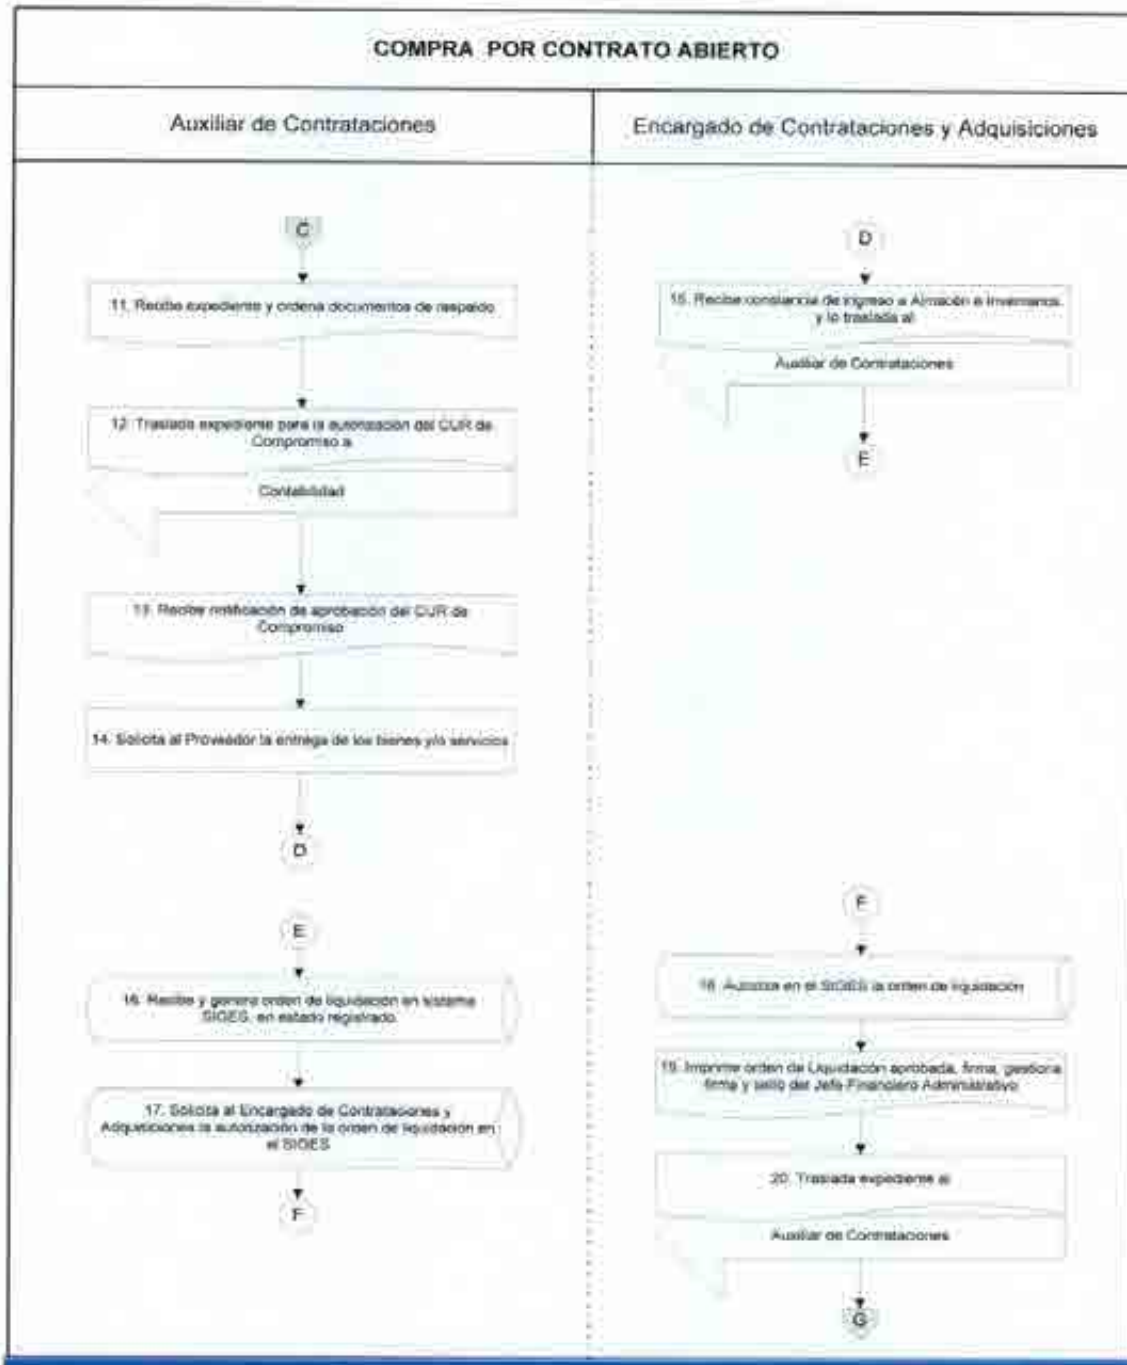 COMPRA POR CONTRATO ABIERTO
Auxiliar de Contrataciones
Encargado de Contrataciones y Adquisiciones
C
11. Recibe expediente y ordena documentos de respaldo
12. Traslada expediente para la autorización del CUR de
Compromiso a
Contabilidad
13. Recibe notificación de aprobación del CUR de
Compromiso
14. Solicita al Proveedor la entrega de los bienes y/o servicios
D
D
15. Recibe constancia de ingreso a Almacén e Inventarios
y lo traslada al
Auxiliar de Contrataciones
E
E
16. Recibe y genera orden de liquidación en sistema
SIGES, en estado registrado.
17. Solicita al Encargado de Contrataciones y
Adquisiciones la autorización de la orden de liquidación en
el SIGES
F
F
18. Autoriza en el SIGES la orden de liquidación
19. Imprime orden de Liquidación aprobada, firma, gestiona
firma y sello del Jefe Financiero Administrativo
20. Traslada expediente al
Auxiliar de Contrataciones
G